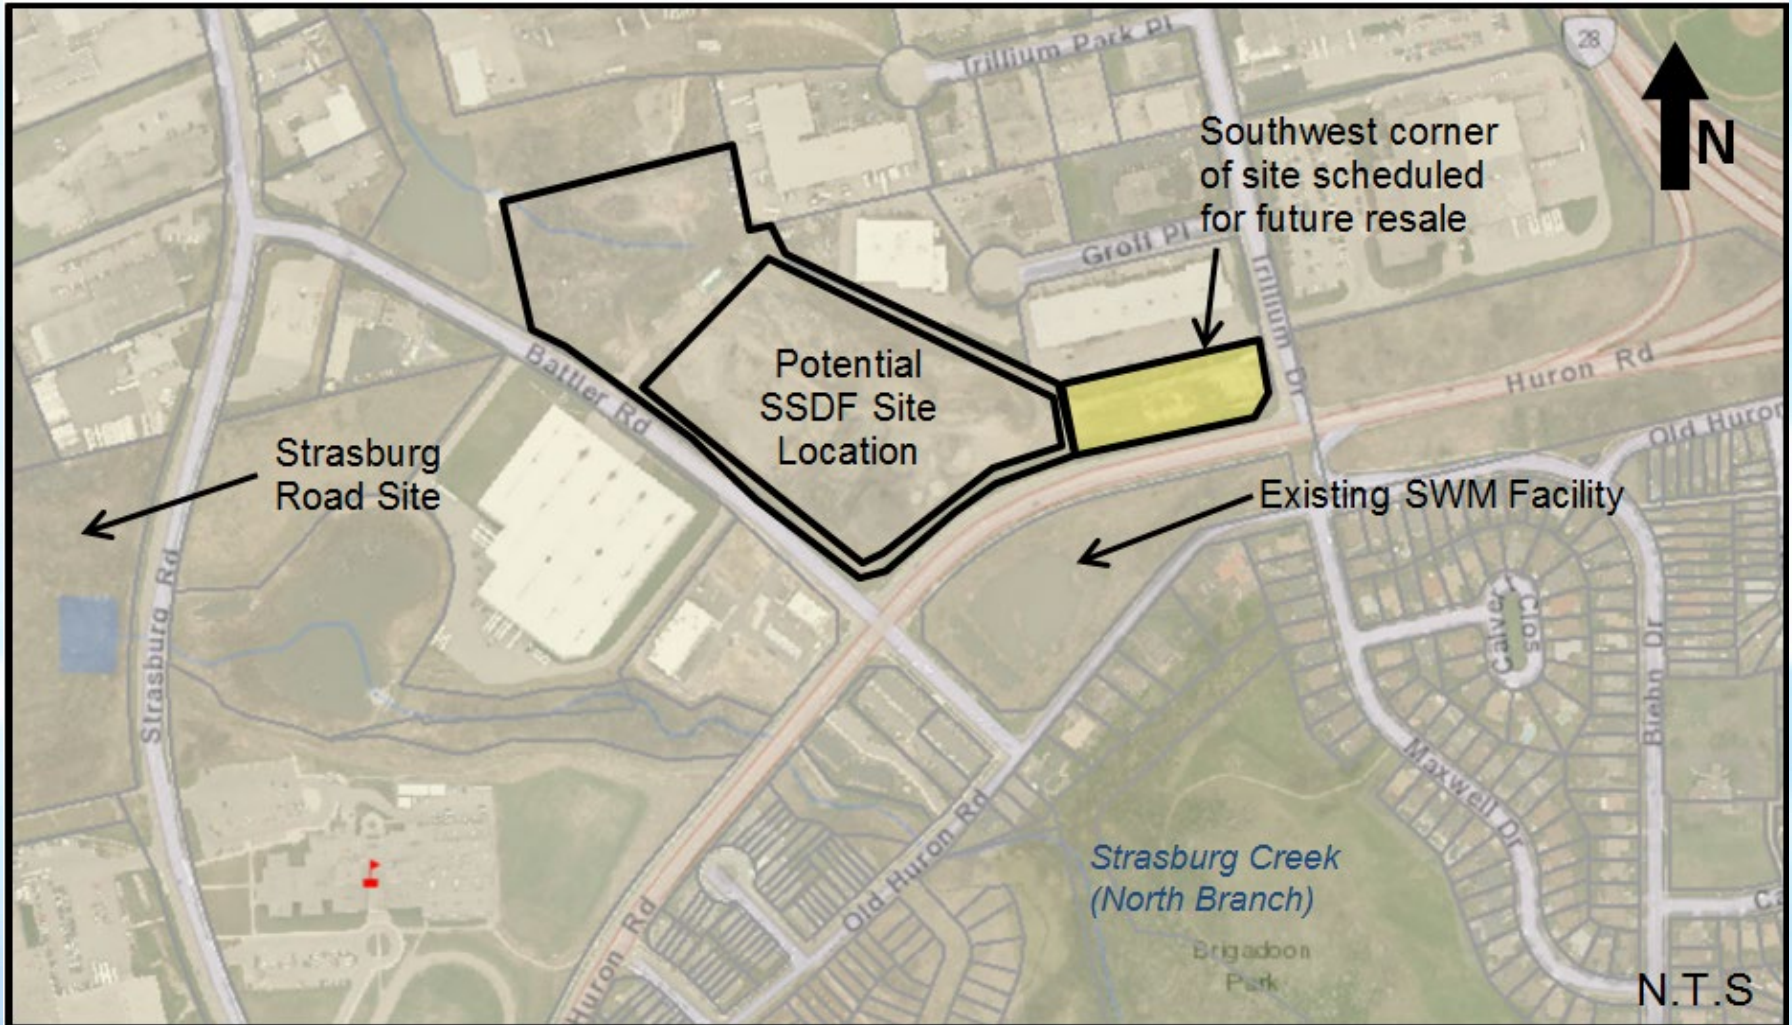 Trillium Park Pl
28
N
Southwest corner
of site scheduled
for future resale
Groff Pl
Trillium Dr
Potential
SSDF Site
Location
Battler Rd
Huron Rd
Old Huron
Strasburg
Road Site
Existing SWM Facility
Strasburg Rd
Calver
Clos
Biehn Dr
Maxwell Dr
Old Huron Rd
Strasburg Creek
(North Branch)
Huron Rd
Brigadoon
Park
N.T.S